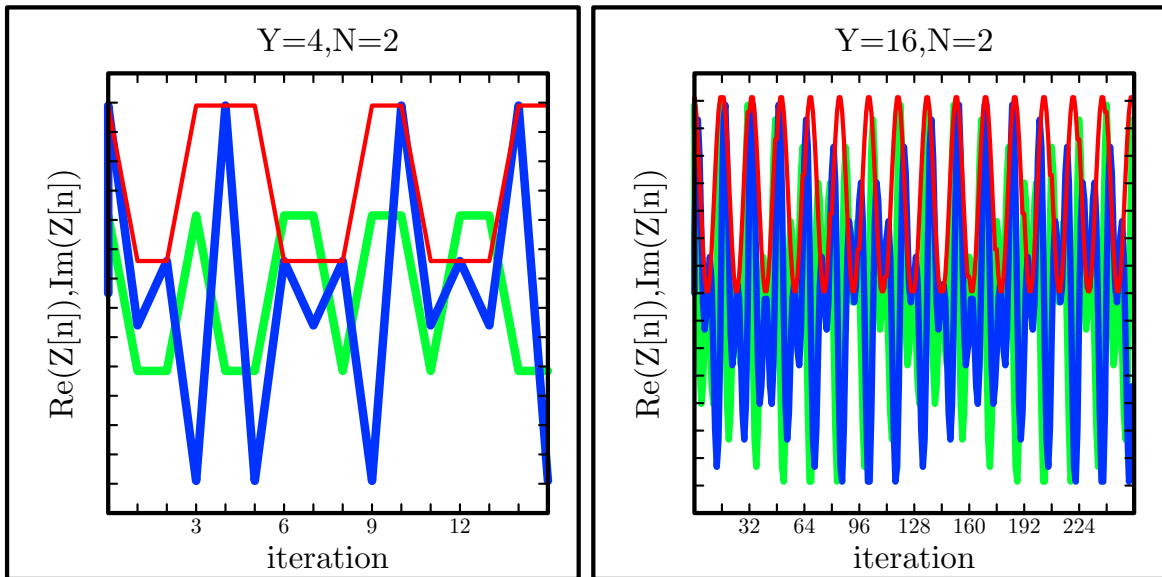 Y=4,N=2
Re(Z[n]),Im(Z[n])
3 6 9 12
iteration
Y=16,N=2
Re(Z[n]),Im(Z[n])
32 64 96 128 160 192 224
iteration